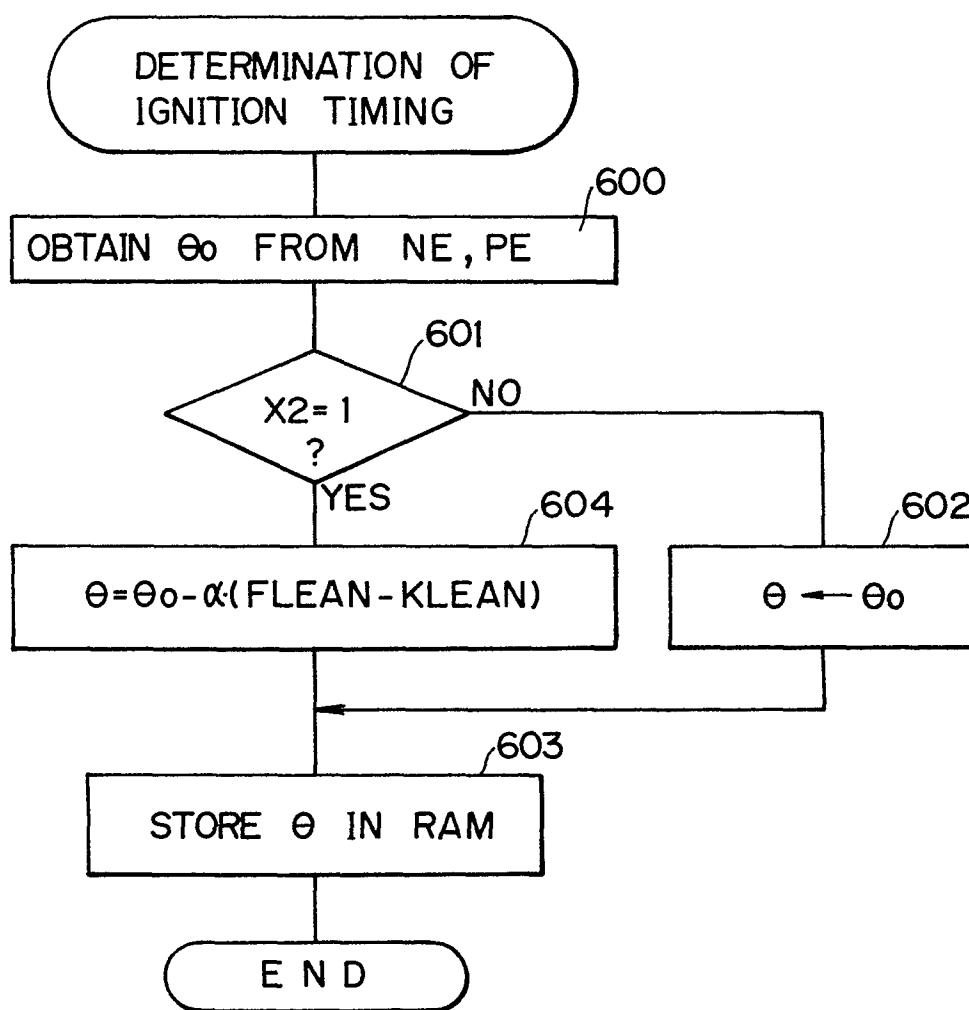 DETERMINATION OF
IGNITION TIMING
600
OBTAIN θo FROM NE, PE
601
X2=1
?
NO
YES
604
θ=θo-α·(FLEAN-KLEAN)
602
θ ← θo
603
STORE θ IN RAM
END